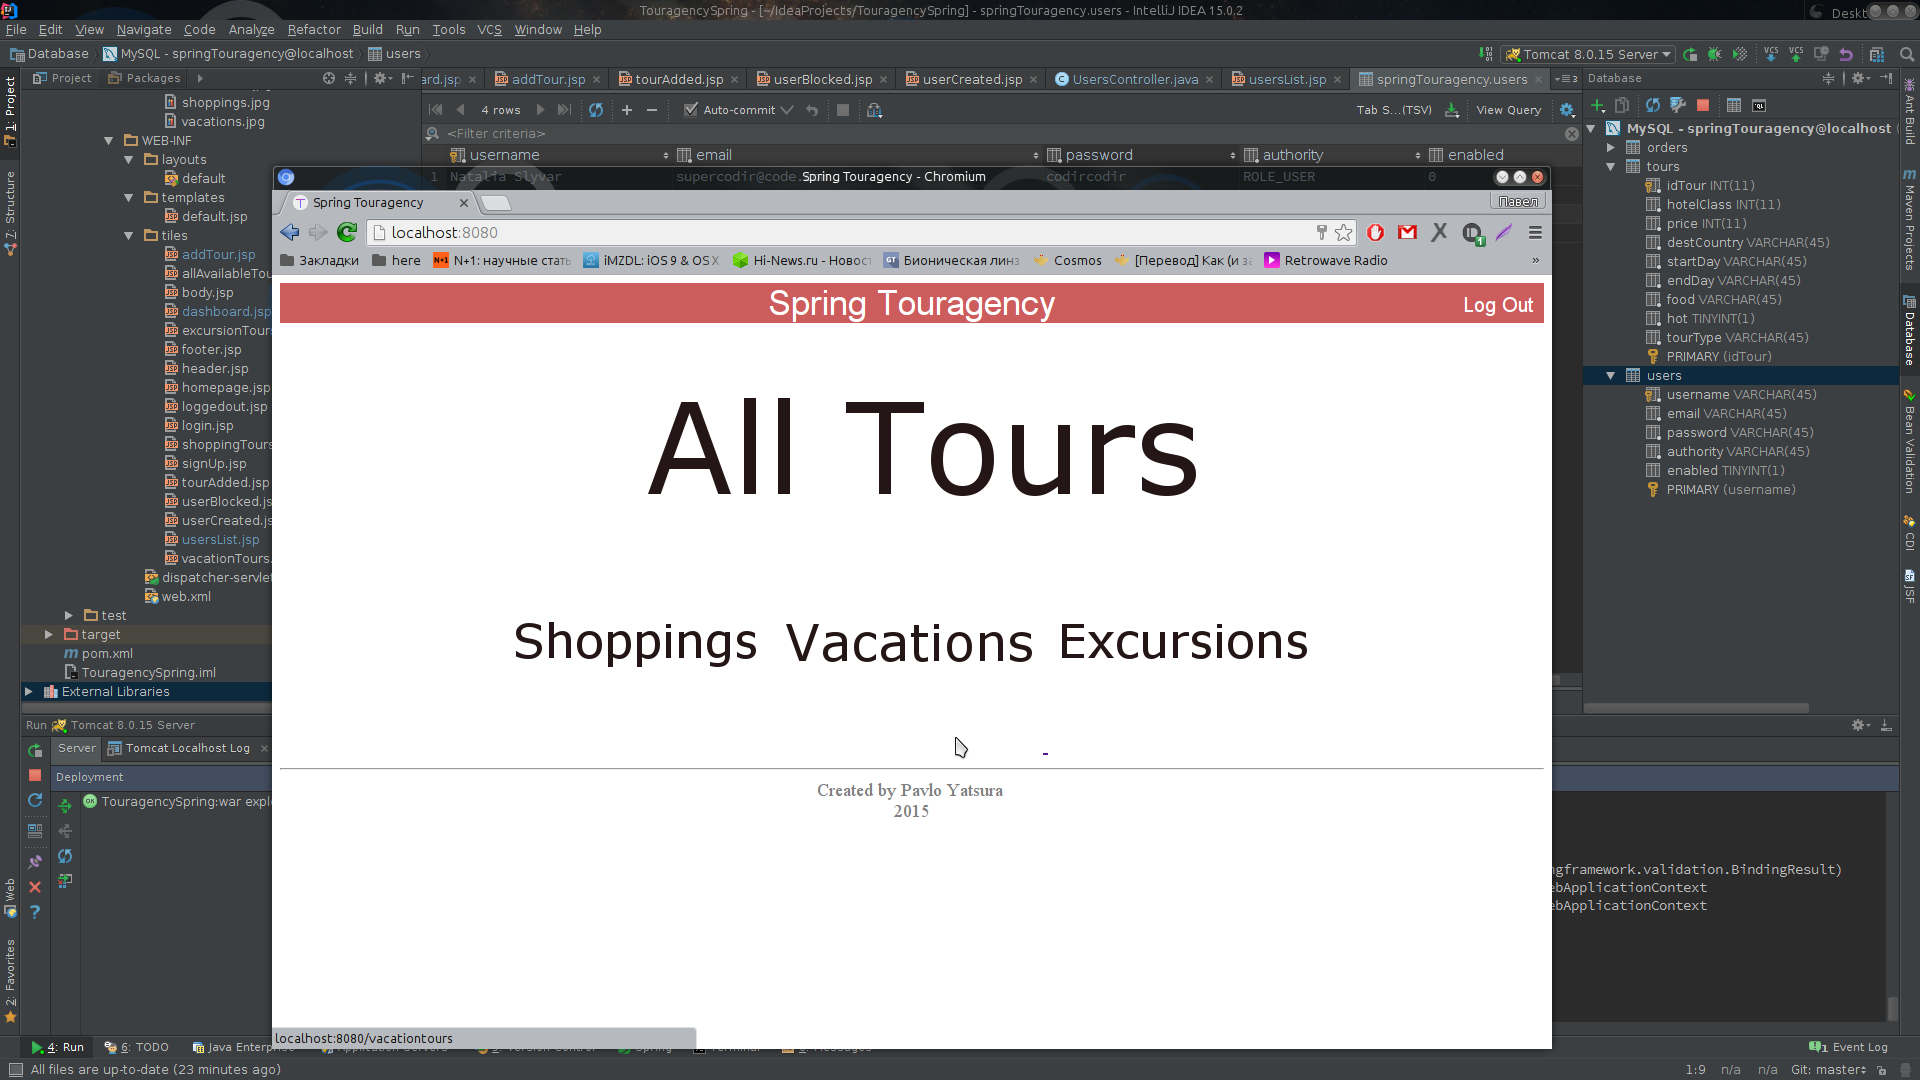 TouragencySpring - [~/IdeaProjects/TouragencySpring] - springTouragency.users - IntelliJ IDEA 15.0.2
File Edit View Navigate Code Analyze Refactor Build Run Tools VCS Window Help
Database MySQL - springTouragency@localhost users
Tomcat 8.0.15 Server
Project Packages
ard.jsp addTour.jsp tourAdded.jsp userBlocked.jsp userCreated.jsp UsersController.java usersList.jsp springTouragency.users
4 rows Auto-commit Tab S...(TSV) View Query
<Filter criteria>
username email password authority enabled
1 Natalia Slyvar supercodir@code. codircodir ROLE_USER 0
1: Project
7: Structure
Web
2: Favorites
shoppings.jpg
vacations.jpg
WEB-INF
layouts
default
templates
default.jsp
tiles
addTour.jsp
allAvailableTou
body.jsp
dashboard.jsp
excursionTours
footer.jsp
header.jsp
homepage.jsp
loggedout.jsp
login.jsp
shoppingTours
signUp.jsp
tourAdded.jsp
userBlocked.js
userCreated.js
usersList.jsp
vacationTours.
dispatcher-servlet
web.xml
test
target
pom.xml
TouragencySpring.iml
External Libraries
Spring Touragency - Chromium
Spring Touragency
Павел
localhost:8080
Закладки here N+1: научные стать iMZDL: iOS 9 & OS X Hi-News.ru - Новост Бионическая линз Cosmos [Перевод] Как (и за Retrowave Radio »
Spring Touragency
Log Out
All Tours
Shoppings Vacations Excursions
Created by Pavlo Yatsura
2015
localhost:8080/vacationtours
Database
MySQL - springTouragency@localhost
orders
tours
idTour INT(11)
hotelClass INT(11)
price INT(11)
destCountry VARCHAR(45)
startDay VARCHAR(45)
endDay VARCHAR(45)
food VARCHAR(45)
hot TINYINT(1)
tourType VARCHAR(45)
PRIMARY (idTour)
users
username VARCHAR(45)
email VARCHAR(45)
password VARCHAR(45)
authority VARCHAR(45)
enabled TINYINT(1)
PRIMARY (username)
Ant Build
Maven Projects
Database
Bean Validation
CDI
JSF
Run Tomcat 8.0.15 Server
Server Tomcat Localhost Log
Deployment
TouragencySpring:war expl
ngframework.validation.BindingResult)
ebApplicationContext
ebApplicationContext
4: Run 6: TODO Java Enterpris
Event Log
All files are up-to-date (23 minutes ago)
1:9 n/a n/a Git: master